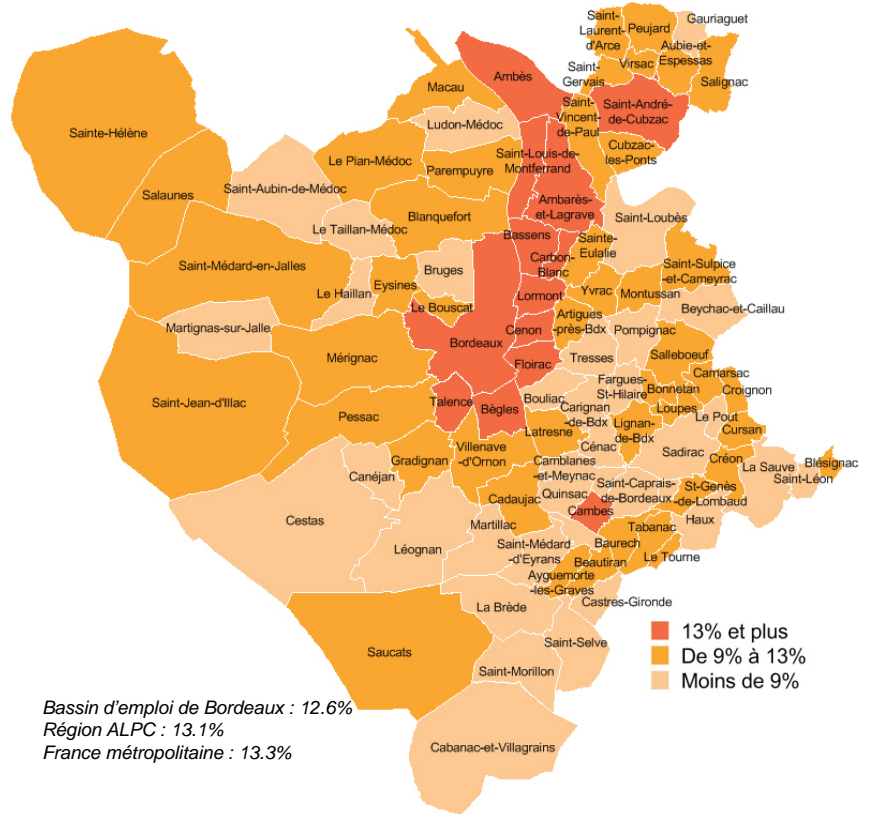 Saint-
Laurent-
d'Arce
Peujard
Gauriaguet
Aubie-et-
Espessas
Saint-
Gervais
Virsac
Salignac
Ambès
Macau
Saint-
Vincent-
de-Paul
Saint-André-
de-Cubzac
Ludon-Médoc
Cubzac-
les-Ponts
Sainte-Hélène
Le Pian-Médoc
Parempuyre
Saint-Louis-de-
Montferrand
Salaunes
Saint-Aubin-de-Médoc
Ambarès-
et-Lagrave
Le Taillan-Médoc
Blanquefort
Saint-Loubès
Bassens
Sainte-
Eulalie
Saint-Médard-en-Jalles
Bruges
Carbon-
Blanc
Saint-Sulpice
-et-Cameyrac
Le Haillan
Eysines
Lormont
Yvrac
Montussan
Le Bouscat
Beychac-et-Caillau
Martignas-sur-Jalle
Artigues
-près-Bdx
Pompignac
Bordeaux
Cenon
Mérignac
Floirac
Tresses
Salleboeuf
Camarsac
Saint-Jean-d'Illac
Fargues-
St-Hilaire
Bonnetan
Croignon
Talence
Bègles
Bouliac
Carignan
-de-Bdx
Loupes
Le Pout
Pessac
Lignan-
de-Bdx
Cursan
Latresne
Villenave
-d'Ornon
Cénac
Sadirac
Gradignan
Camblanes
-et-Meynac
Créon
La Sauve
Blésignac
Canéjan
Saint-Léon
Saint-Caprais-
de-Bordeaux
St-Genès
-de-Lombaud
Cadaujac
Quinsac
Cambes
Haux
Cestas
Martillac
Tabanac
Léognan
Saint-Médard
-d'Eyrans
Baurech
Le Tourne
Beautiran
Ayguemorte
-les-Graves
La Brède
Castres-Gironde
Saint-Selve
Saucats
Saint-Morillon
Cabanac-et-Villagrains
13% et plus
De 9% à 13%
Moins de 9%
Bassin d'emploi de Bordeaux : 12.6%
Région ALPC : 13.1%
France métropolitaine : 13.3%